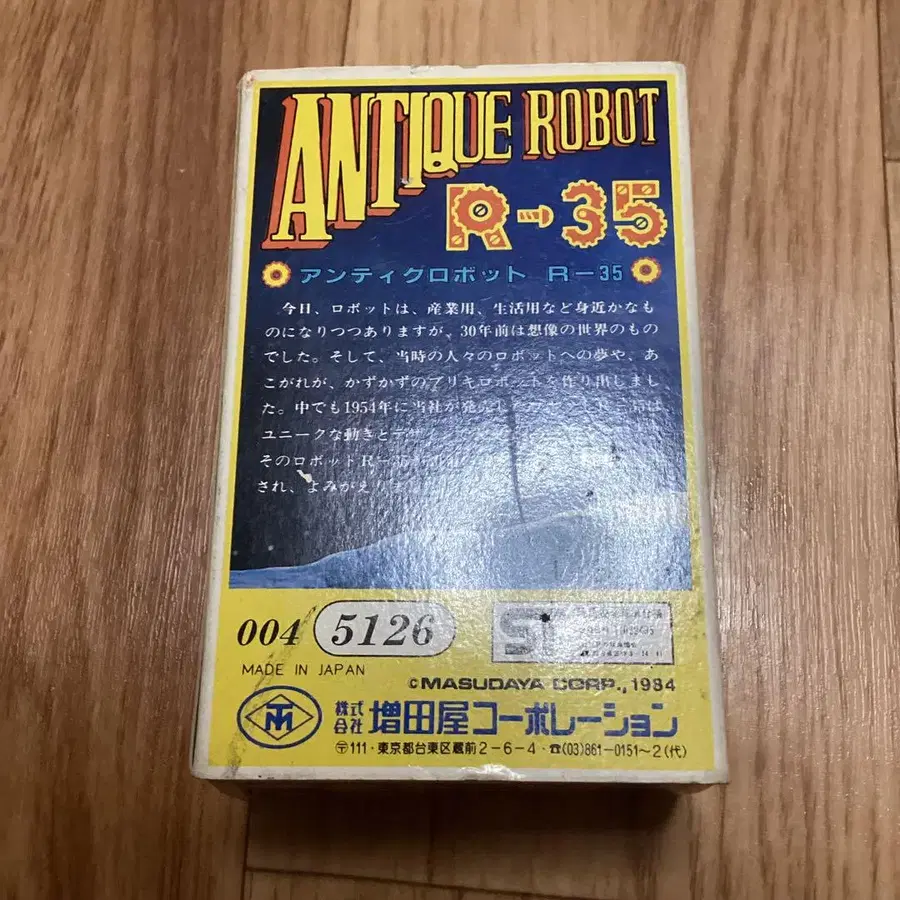 ANTIQUE ROBOT
R-35
アンティグロボット R-35
今日、ロボットは、産業用、生活用など身近かなも
のになりつつありますが、30年前は想像の世界のもの
でした。そして、当時の人々のロボットへの夢や、あ
こがれが、かずかずのブリキロボットを作り出しまし
た。中でも1954年に当社が発売し
ユニークな動きとデザ
そのロボットR-35
され、よみがえり
004 5126
ST
MADE IN JAPAN
©MASUDAYA CORP., 1984
TM 株式会社 増田屋コーポレーション
〒111・東京都台東区蔵前2-6-4・☎(03)861-0151~2(代)